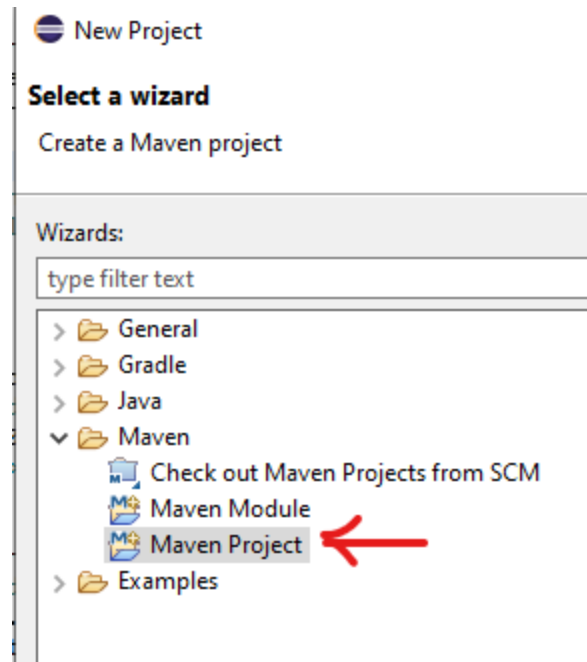 New Project
Select a wizard
Create a Maven project
Wizards:
type filter text
General
Gradle
Java
Maven
Check out Maven Projects from SCM
Maven Module
Maven Project
Examples